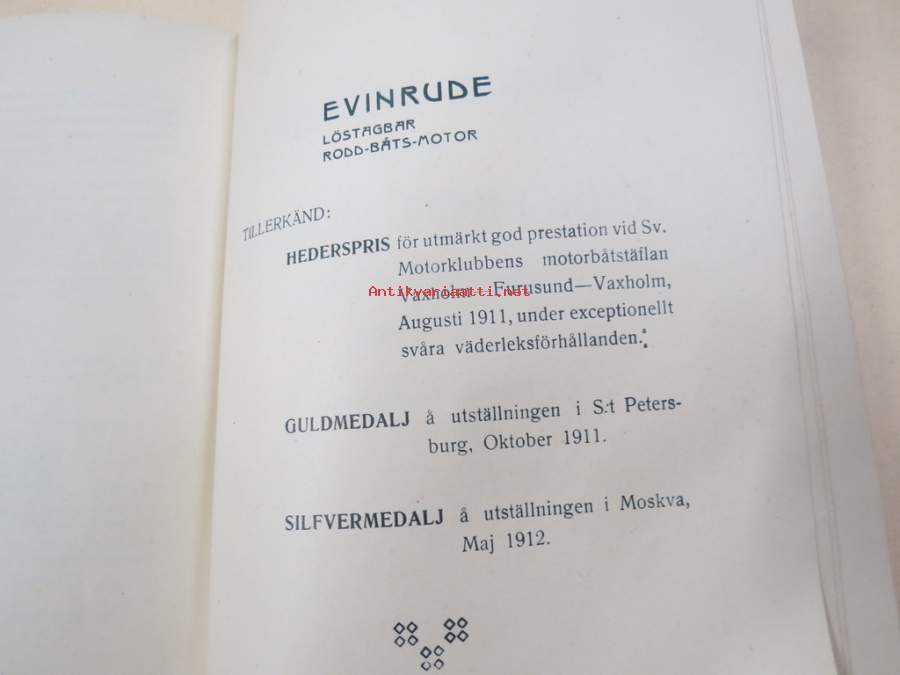 EVINRUDE
LÖSTAGBAR
RODD-BÅTS-MOTOR
TILLERKÄND:
HEDERSPRIS för utmärkt god prestation vid Sv.
Motorklubbens motorbåtstäflan
Vaxholm—Furusund—Vaxholm,
Antikvariaatti.net
Augusti 1911, under exceptionellt
svåra väderleksförhållanden.
GULDMEDALJ å utställningen i S:t Peters-
burg, Oktober 1911.
SILFVERMEDALJ å utställningen i Moskva,
Maj 1912.